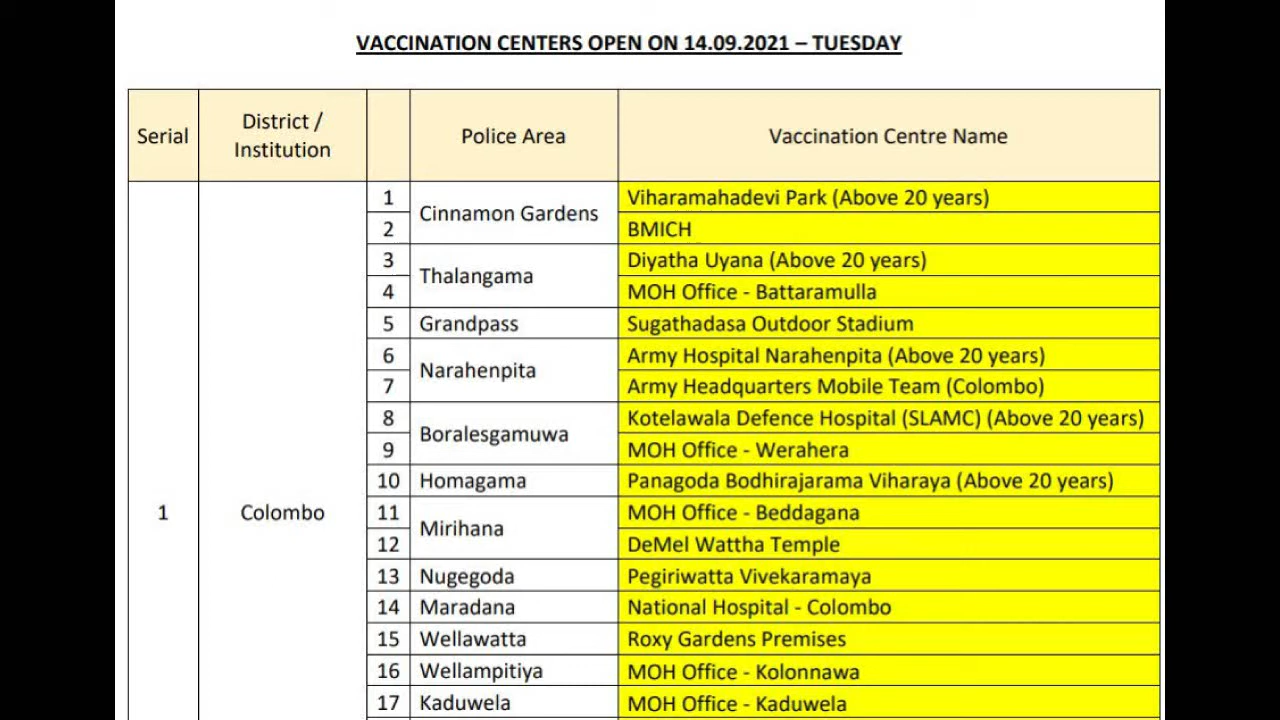 VACCINATION CENTERS OPEN ON 14.09.2021 – TUESDAY
Serial District / Institution Police Area Vaccination Centre Name
1 Colombo
1 Cinnamon Gardens Viharamahadevi Park (Above 20 years)
2 BMICH
3 Thalangama Diyatha Uyana (Above 20 years)
4 MOH Office - Battaramulla
5 Grandpass Sugathadasa Outdoor Stadium
6 Narahenpita Army Hospital Narahenpita (Above 20 years)
7 Army Headquarters Mobile Team (Colombo)
8 Boralesgamuwa Kotelawala Defence Hospital (SLAMC) (Above 20 years)
9 MOH Office - Werahera
10 Homagama Panagoda Bodhirajarama Viharaya (Above 20 years)
11 Mirihana MOH Office - Beddagana
12 DeMel Wattha Temple
13 Nugegoda Pegiriwatta Vivekaramaya
14 Maradana National Hospital - Colombo
15 Wellawatta Roxy Gardens Premises
16 Wellampitiya MOH Office - Kolonnawa
17 Kaduwela MOH Office - Kaduwela